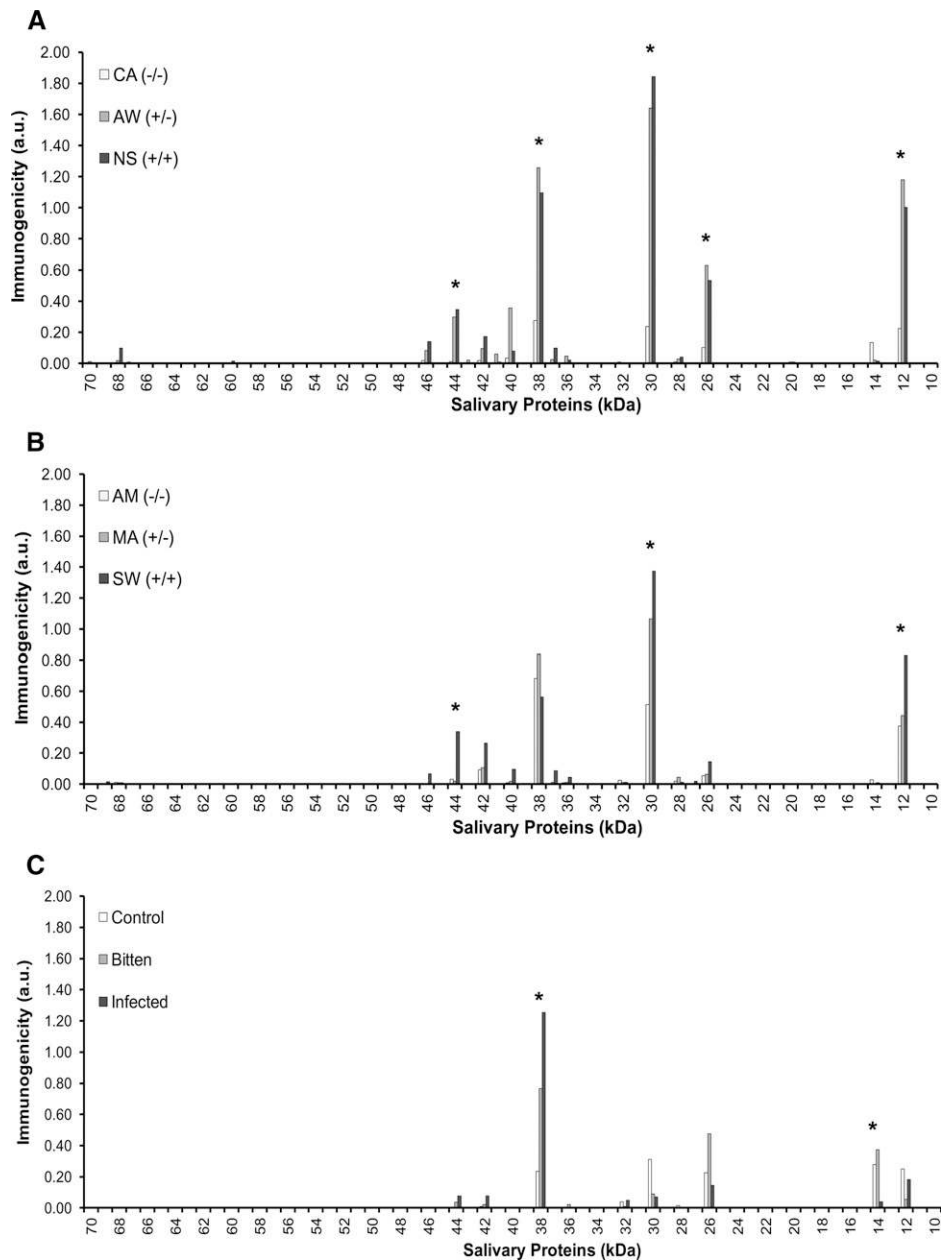 A
Immunogenicity (a.u.)
2.00
1.80
1.60
1.40
1.20
1.00
0.80
0.60
0.40
0.20
0.00
CA (-/-)
AW (+/-)
NS (+/+)
*
*
*
*
*
70 68 66 64 62 60 58 56 54 52 50 48 46 44 42 40 38 36 34 32 30 28 26 24 22 20 18 16 14 12 10
Salivary Proteins (kDa)
B
Immunogenicity (a.u.)
2.00
1.80
1.60
1.40
1.20
1.00
0.80
0.60
0.40
0.20
0.00
AM (-/-)
MA (+/-)
SW (+/+)
*
*
*
70 68 66 64 62 60 58 56 54 52 50 48 46 44 42 40 38 36 34 32 30 28 26 24 22 20 18 16 14 12 10
Salivary Proteins (kDa)
C
Immunogenicity (a.u.)
2.00
1.80
1.60
1.40
1.20
1.00
0.80
0.60
0.40
0.20
0.00
Control
Bitten
Infected
*
*
70 68 66 64 62 60 58 56 54 52 50 48 46 44 42 40 38 36 34 32 30 28 26 24 22 20 18 16 14 12 10
Salivary Proteins (kDa)